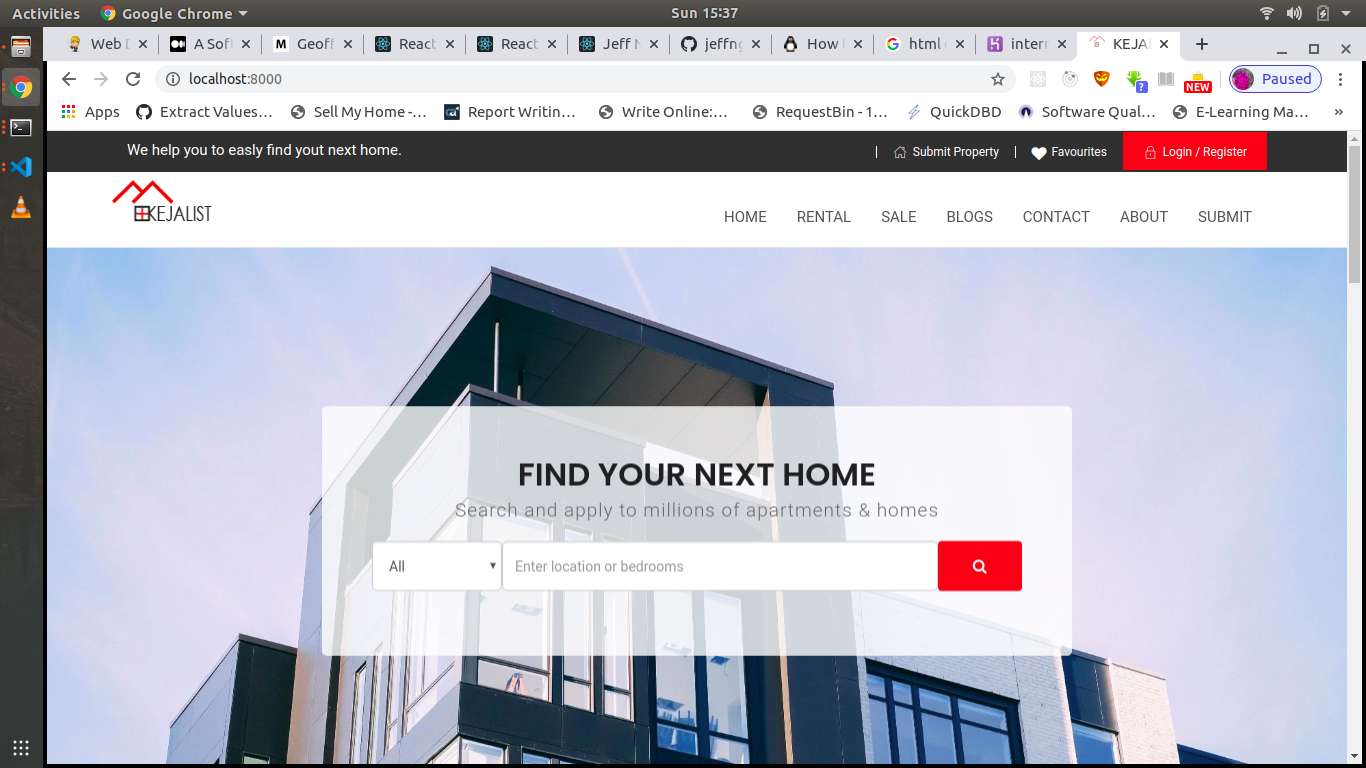 Activities
Google Chrome
Sun 15:37
Web D
A Soft
Geoff
React
React
Jeff N
jeffng
How
html
intern
KEJA
localhost:8000
?
NEW
Paused
Apps
Extract Values…
Sell My Home -…
Report Writin…
Write Online:…
RequestBin - 1…
QuickDBD
Software Qual…
E-Learning Ma…
»
We help you to easly find yout next home.
| Submit Property | Favourites
Login / Register
KEJALIST
HOME RENTAL SALE BLOGS CONTACT ABOUT SUBMIT
FIND YOUR NEXT HOME
Search and apply to millions of apartments & homes
All
Enter location or bedrooms